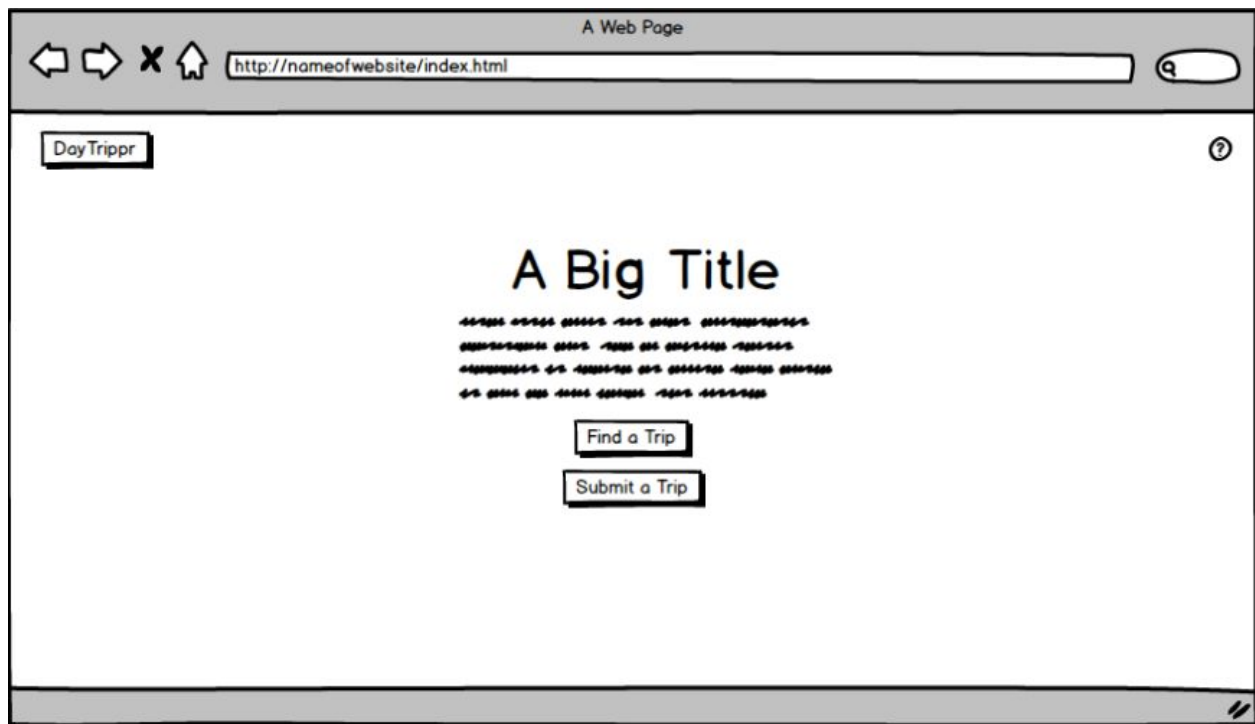 A Web Page
http://nameofwebsite/index.html
DayTrippr
?
A Big Title
Find a Trip
Submit a Trip